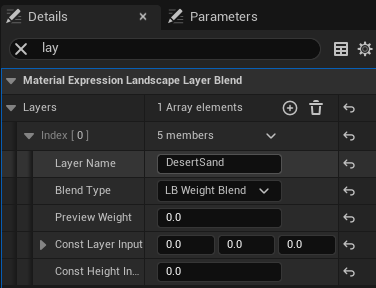 Details × Parameters
lay
Material Expression Landscape Layer Blend
Layers 1 Array elements
Index [ 0 ] 5 members
Layer Name DesertSand
Blend Type LB Weight Blend
Preview Weight 0.0
Const Layer Input 0.0 0.0 0.0
Const Height In... 0.0